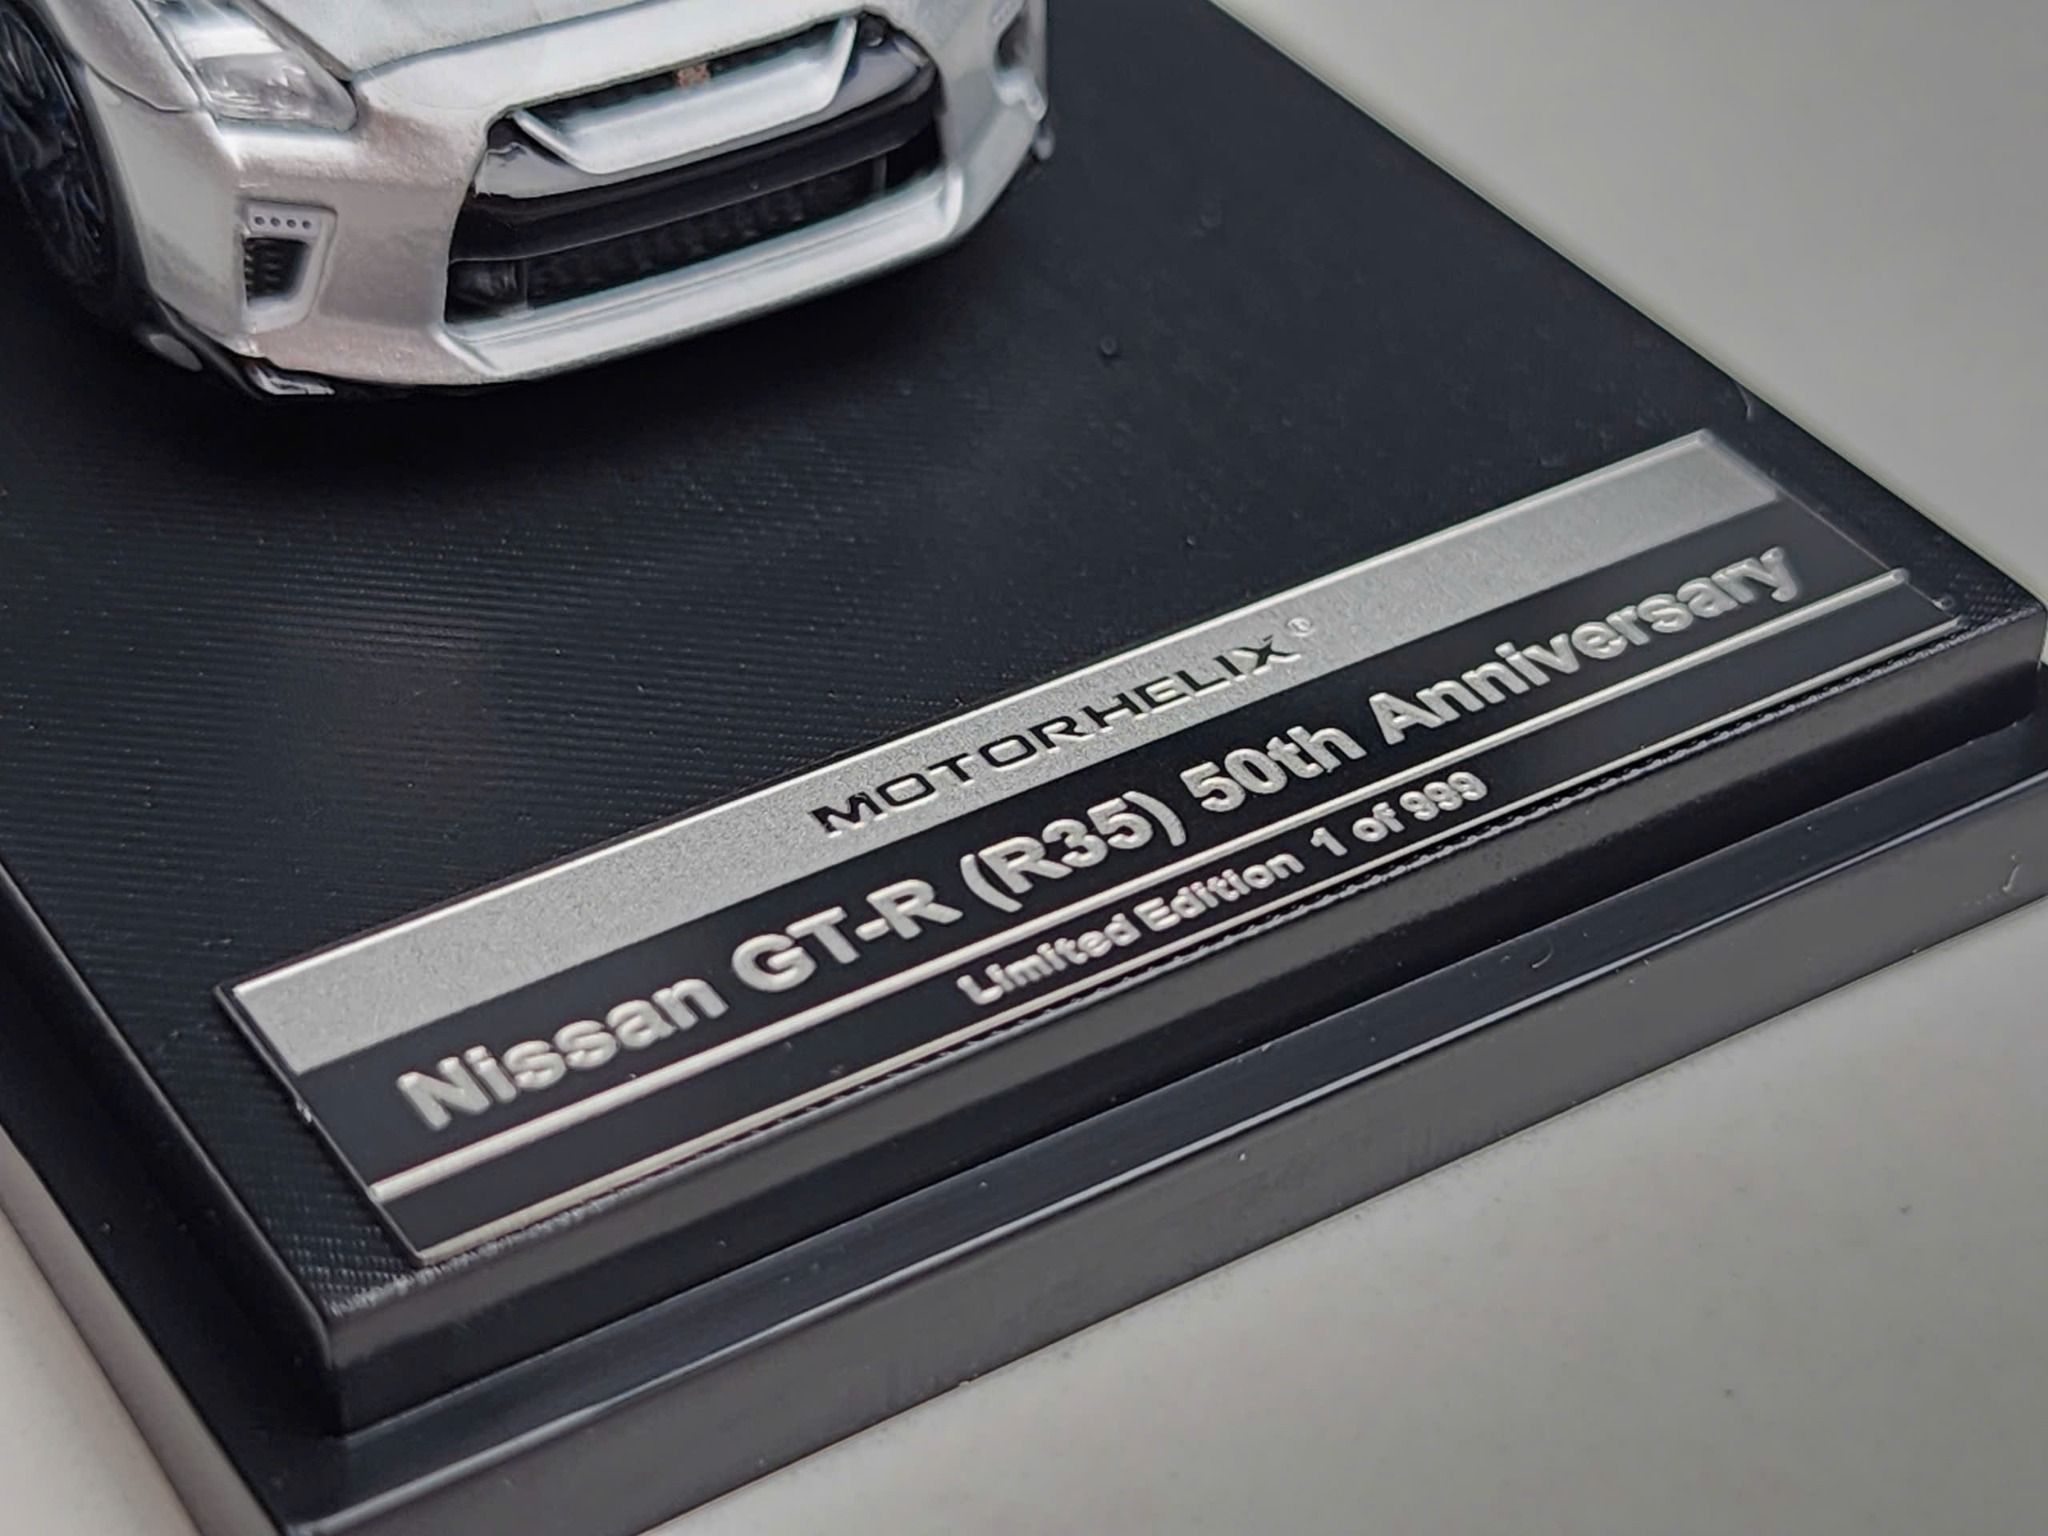 MOTORHELIX®
Nissan GT-R (R35) 50th Anniversary
Limited Edition 1 of 999